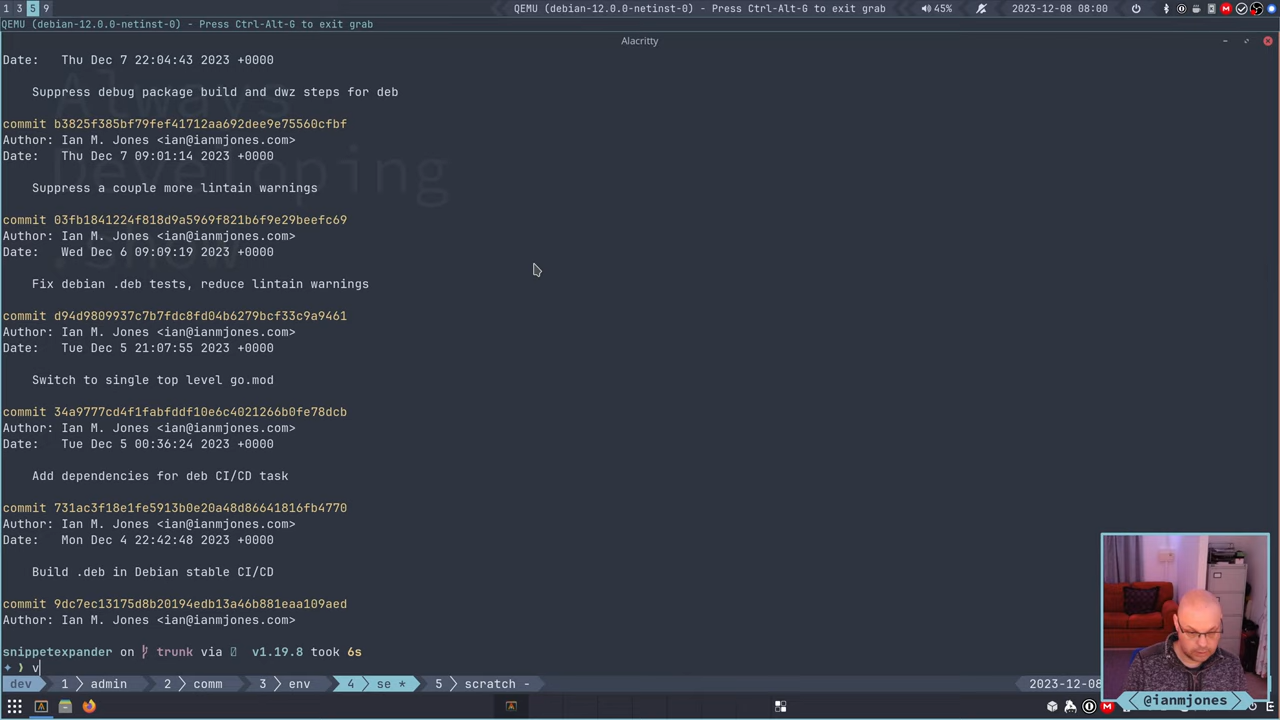 1 3 5 9
QEMU (debian-12.0.0-netinst-0) - Press Ctrl-Alt-G to exit grab
45%
2023-12-08 08:00
QEMU (debian-12.0.0-netinst-0) - Press Ctrl-Alt-G to exit grab
Alacritty
Date:   Thu Dec 7 22:04:43 2023 +0000
Always
Suppress debug package build and dwz steps for deb
commit b3825f385bf79fef41712aa692dee9e75560cfbf
Author: Ian M. Jones <ian@ianmjones.com>
Date:   Thu Dec 7 09:01:14 2023 +0000
Developing
Suppress a couple more lintain warnings
commit 03fb1841224f818d9a5969f821b6f9e29beefc69
Author: Ian M. Jones <ian@ianmjones.com>
Date:   Wed Dec 6 09:09:19 2023 +0000
.show
Fix debian .deb tests, reduce lintain warnings
commit d94d9809937c7b7fdc8fd04b6279bcf33c9a9461
Author: Ian M. Jones <ian@ianmjones.com>
Date:   Tue Dec 5 21:07:55 2023 +0000
Switch to single top level go.mod
commit 34a9777cd4f1fabfddf10e6c4021266b0fe78dcb
Author: Ian M. Jones <ian@ianmjones.com>
Date:   Tue Dec 5 00:36:24 2023 +0000
Add dependencies for deb CI/CD task
commit 731ac3f18e1fe5913b0e20a48d86641816fb4770
Author: Ian M. Jones <ian@ianmjones.com>
Date:   Mon Dec 4 22:42:48 2023 +0000
Build .deb in Debian stable CI/CD
commit 9dc7ec13175d8b20194edb13a46b881eaa109aed
Author: Ian M. Jones <ian@ianmjones.com>
snippetexpander on trunk via v1.19.8 took 6s
✦ ❯ v
dev 1 admin 2 comm 3 env 4 se * 5 scratch - 2023-12-08
@ianmjones